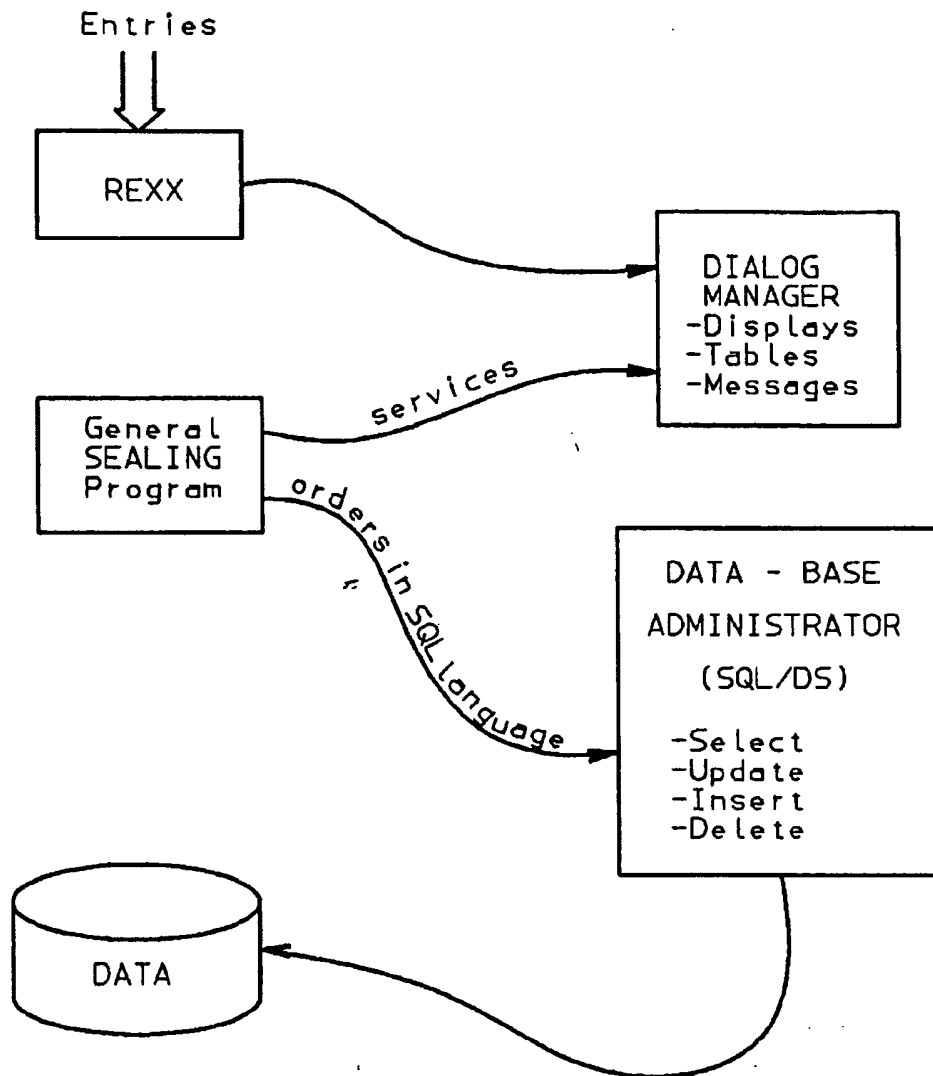 Entries
REXX
DIALOG
MANAGER
-Displays
-Tables
-Messages
services
General
SEALING
Program
orders in SQL language
DATA - BASE
ADMINISTRATOR
(SQL/DS)
-Select
-Update
-Insert
-Delete
DATA